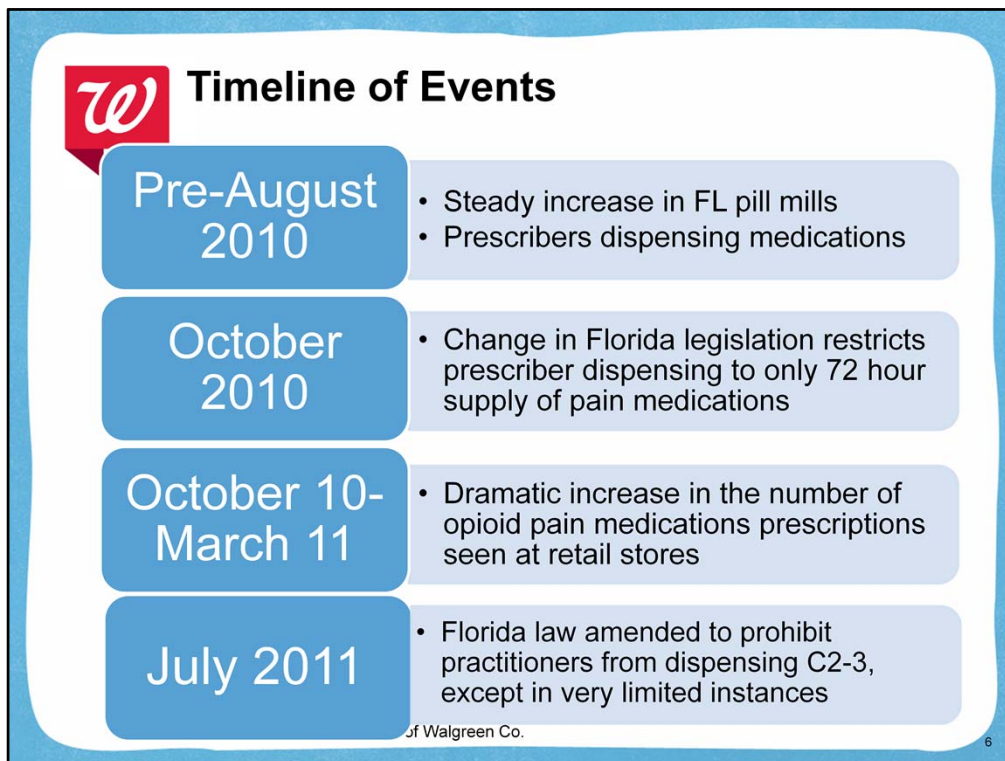 Timeline of Events
Pre-August
2010
• Steady increase in FL pill mills
• Prescribers dispensing medications
October
2010
• Change in Florida legislation restricts
prescriber dispensing to only 72 hour
supply of pain medications
October 10-
March 11
• Dramatic increase in the number of
opioid pain medications prescriptions
seen at retail stores
July 2011
• Florida law amended to prohibit
practitioners from dispensing C2-3,
except in very limited instances
of Walgreen Co.
6